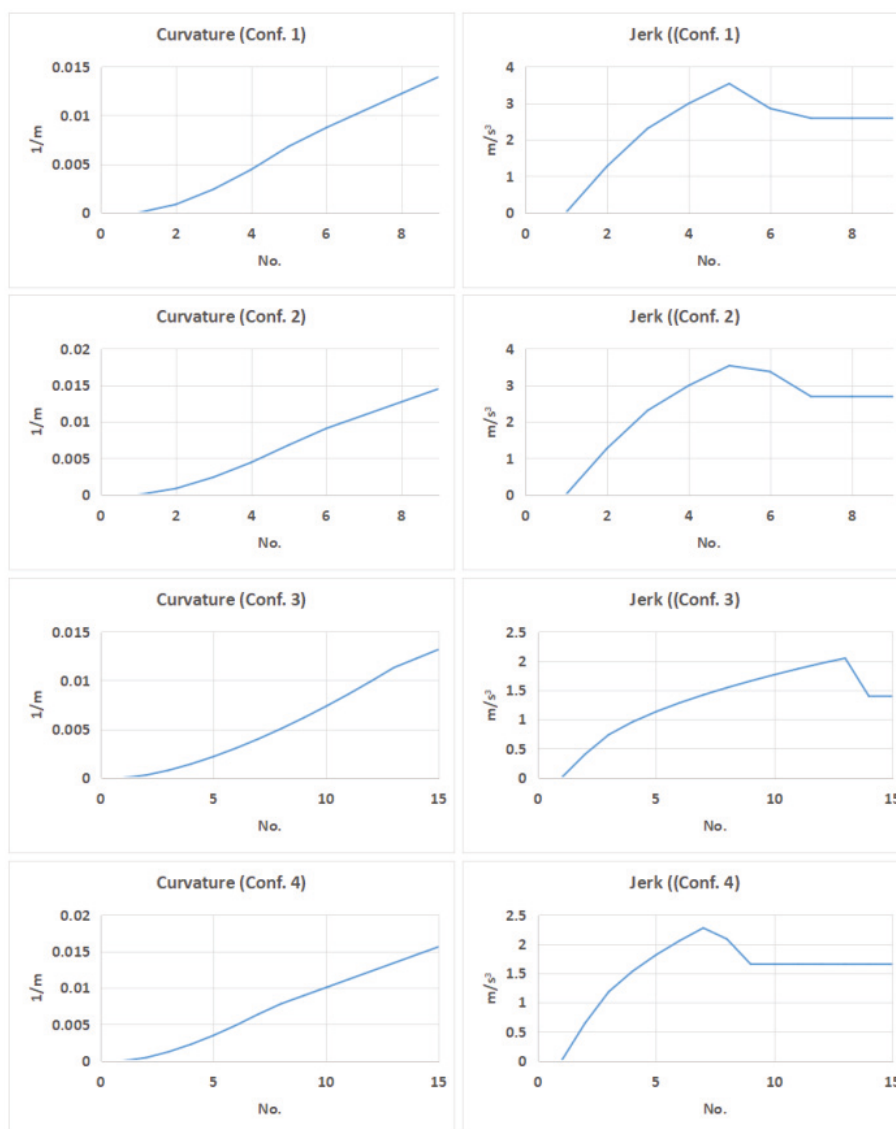 Curvature (Conf. 1)
0.015
0.01
0.005
0
1/m
0 2 4 6 8
No.
Jerk ((Conf. 1)
4
3
2
1
0
m/s³
0 2 4 6 8
No.
Curvature (Conf. 2)
0.02
0.015
0.01
0.005
0
1/m
0 2 4 6 8
No.
Jerk ((Conf. 2)
4
3
2
1
0
m/s³
0 2 4 6 8
No.
Curvature (Conf. 3)
0.015
0.01
0.005
0
1/m
0 5 10 15
No.
Jerk ((Conf. 3)
2.5
2
1.5
1
0.5
0
m/s³
0 5 10 15
No.
Curvature (Conf. 4)
0.02
0.015
0.01
0.005
0
1/m
0 5 10 15
No.
Jerk ((Conf. 4)
2.5
2
1.5
1
0.5
0
m/s³
0 5 10 15
No.